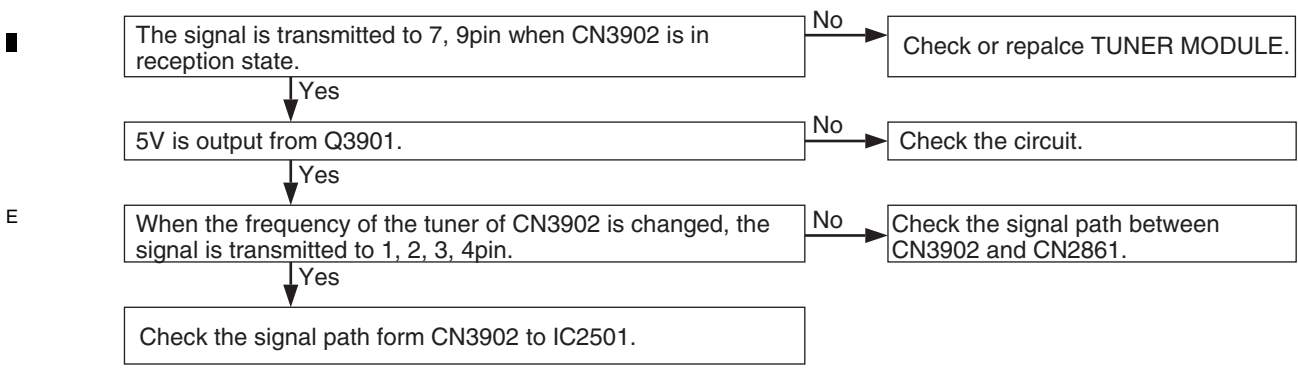 The signal is transmitted to 7, 9pin when CN3902 is in
reception state.
No
Check or repalce TUNER MODULE.
Yes
5V is output from Q3901.
No
Check the circuit.
Yes
E
When the frequency of the tuner of CN3902 is changed, the
signal is transmitted to 1, 2, 3, 4pin.
No
Check the signal path between
CN3902 and CN2861.
Yes
Check the signal path form CN3902 to IC2501.